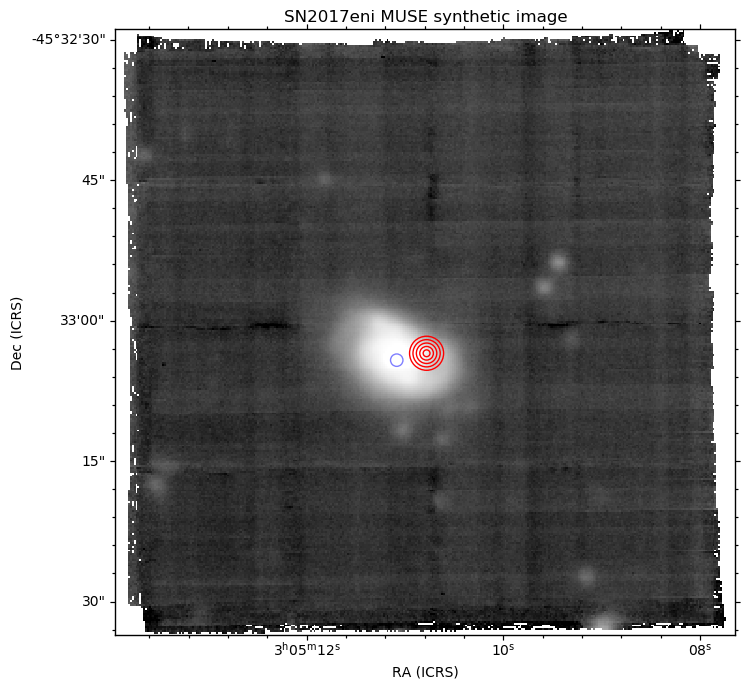 SN2017eni MUSE synthetic image
-45°32'30"
45"
33'00"
15"
30"
Dec (ICRS)
3h05m12s
10s
08s
RA (ICRS)